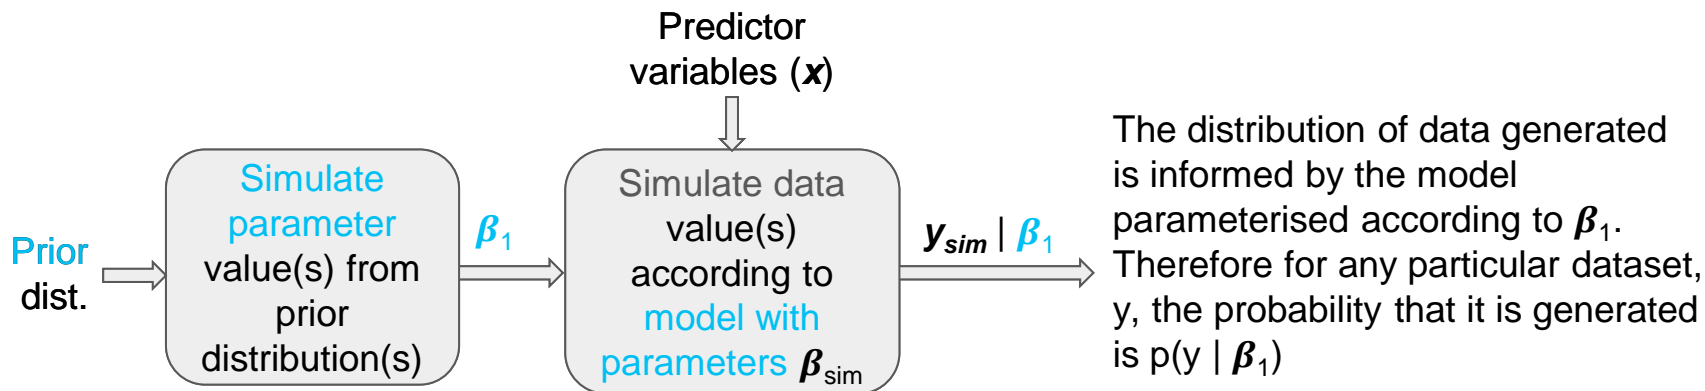 Predictor
variables (x)
Prior
dist.
Simulate
parameter
value(s) from
prior
distribution(s)
β1
Simulate data
value(s)
according to
model with
parameters βsim
ysim | β1
The distribution of data generated
is informed by the model
parameterised according to β1.
Therefore for any particular dataset,
y, the probability that it is generated
is p(y | β1)